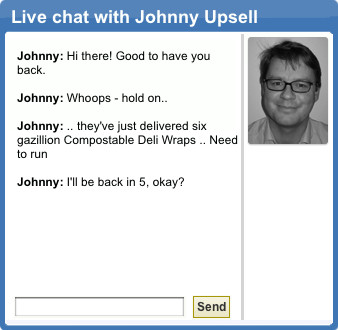 Live chat with Johnny Upsell
Johnny: Hi there! Good to have you
back.
Johnny: Whoops - hold on..
Johnny: .. they've just delivered six
gazillion Compostable Deli Wraps .. Need
to run
Johnny: I'll be back in 5, okay?
Send